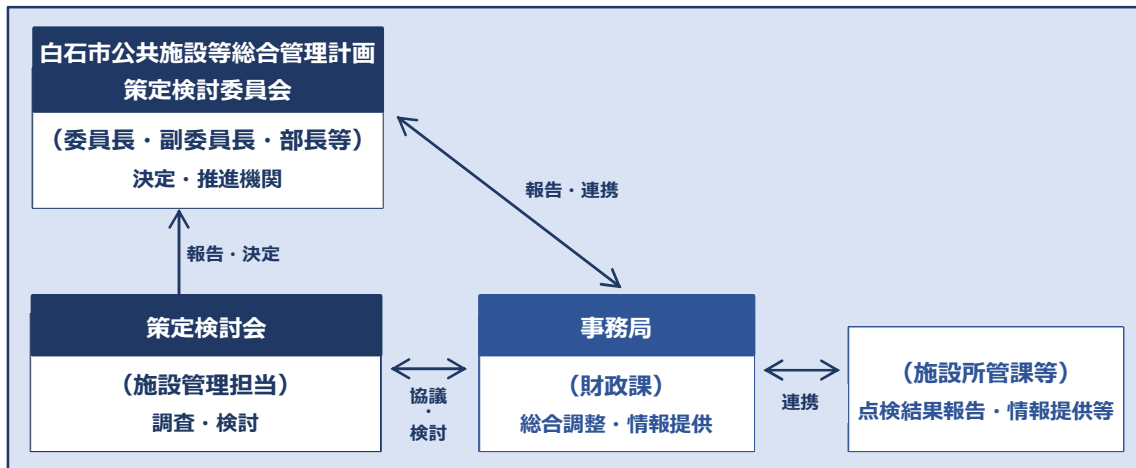 白石市公共施設等総合管理計画
策定検討委員会
（委員長・副委員長・部長等）
決定・推進機関
報告・連携
報告・決定
策定検討会
（施設管理担当）
調査・検討
協議
・
検討
事務局
（財政課）
総合調整・情報提供
連携
（施設所管課等）
点検結果報告・情報提供等